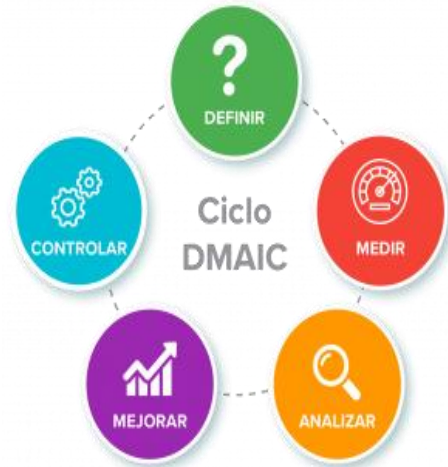 ?
DEFINIR
Ciclo
DMAIC
CONTROLAR
MEDIR
MEJORAR
ANALIZAR